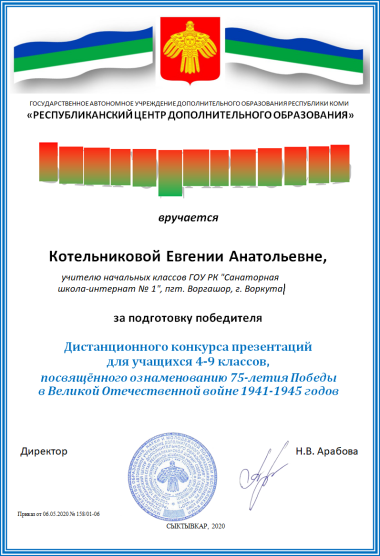 ГОСУДАРСТВЕННОЕ АВТОНОМНОЕ УЧРЕЖДЕНИЕ ДОПОЛНИТЕЛЬНОГО ОБРАЗОВАНИЯ РЕСПУБЛИКИ КОМИ
«РЕСПУБЛИКАНСКИЙ ЦЕНТР ДОПОЛНИТЕЛЬНОГО ОБРАЗОВАНИЯ»
вручается
Котельниковой Евгении Анатольевне,
учителю начальных классов ГОУ РК "Санаторная
школа-интернат № 1", пгт. Воргашор, г. Воркута
за подготовку победителя
Дистанционного конкурса презентаций
для учащихся 4-9 классов,
посвящённого ознаменованию 75-летия Победы
в Великой Отечественной войне 1941-1945 годов
Директор
Н.В. Арабова
Приказ от 06.05.2020 № 158/01-06
СЫКТЫВКАР, 2020